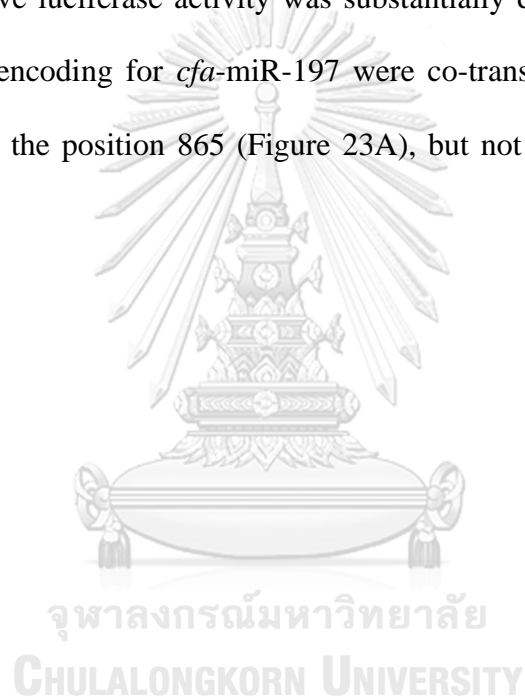 ve luciferase activity was substantially
encoding for cfa-miR-197 were co-trans
the position 865 (Figure 23A), but not
จุฬาลงกรณ์มหาวิทยาลัย
CHULALONGKORN UNIVERSITY